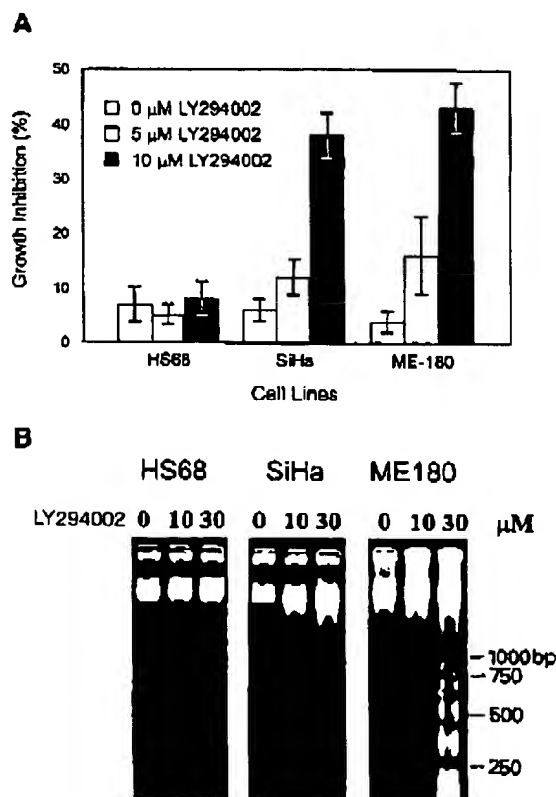 A
50
40
30
20
10
0
Growth Inhibition (%)
0 µM LY294002
5 µM LY294002
10 µM LY294002
HS68 SiHa ME-180
Cell Lines
B
HS68 SiHa ME180
LY294002 0 10 30 0 10 30 0 10 30 µM
1000bp
750
500
250